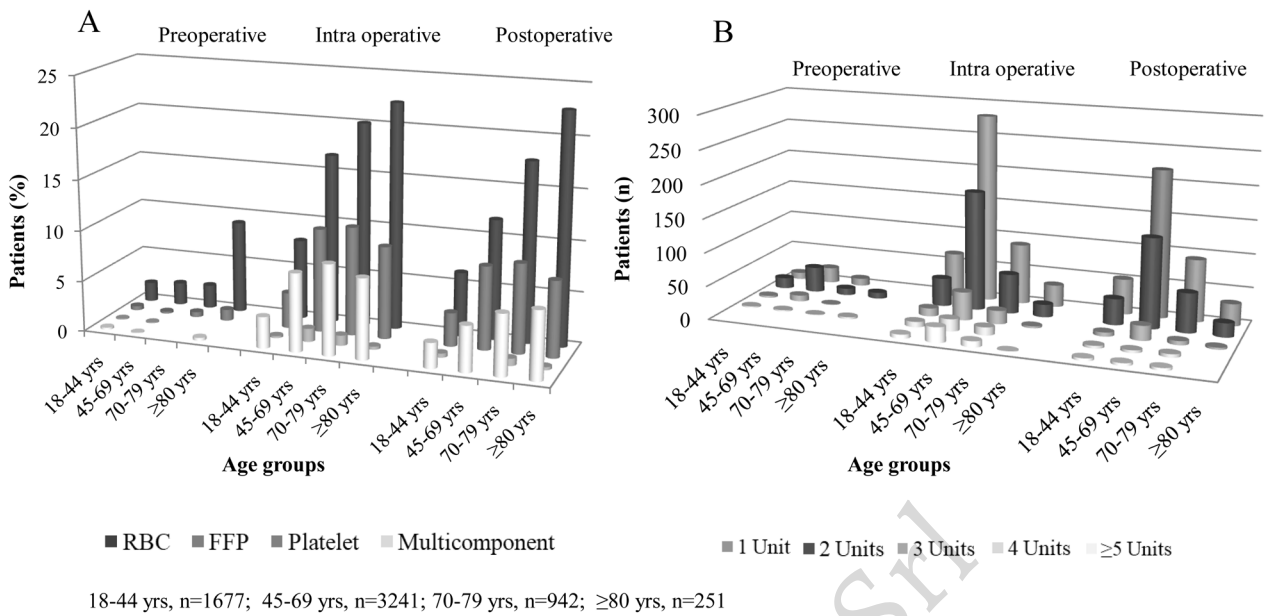 A
Preoperative Intra operative Postoperative
25
20
15
10
5
0
Patients (%)
18-44 yrs
45-69 yrs
70-79 yrs
≥80 yrs
18-44 yrs
45-69 yrs
70-79 yrs
≥80 yrs
18-44 yrs
45-69 yrs
70-79 yrs
≥80 yrs
Age groups
RBC FFP Platelet Multicomponent
B
Preoperative Intra operative Postoperative
300
250
200
150
100
50
0
Patients (n)
18-44 yrs
45-69 yrs
70-79 yrs
≥80 yrs
18-44 yrs
45-69 yrs
70-79 yrs
≥80 yrs
18-44 yrs
45-69 yrs
70-79 yrs
≥80 yrs
Age groups
1 Unit 2 Units 3 Units 4 Units ≥5 Units
18-44 yrs, n=1677; 45-69 yrs, n=3241; 70-79 yrs, n=942; ≥80 yrs, n=251
Srl